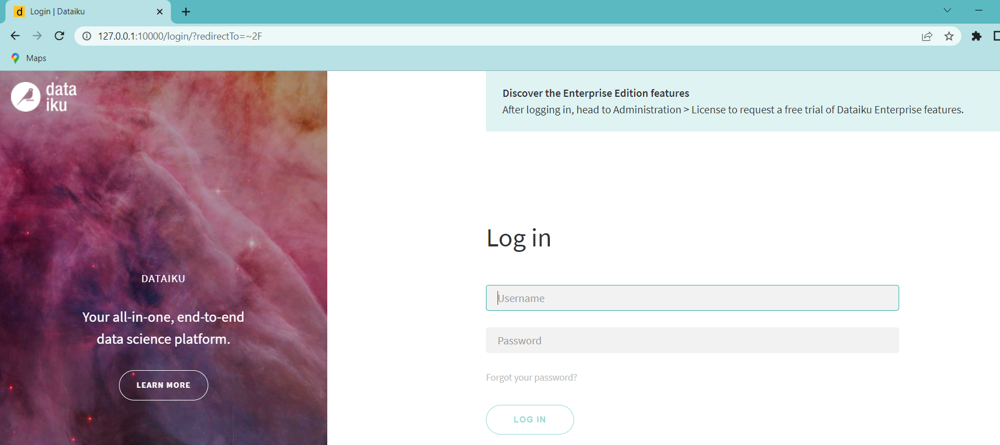 Login | Dataiku
127.0.0.1:10000/login/?redirectTo=~2F
Maps
data
iku
DATAIKU
Your all-in-one, end-to-end
data science platform.
LEARN MORE
Discover the Enterprise Edition features
After logging in, head to Administration > License to request a free trial of Dataiku Enterprise features.
Log in
Username
Password
Forgot your password?
LOG IN